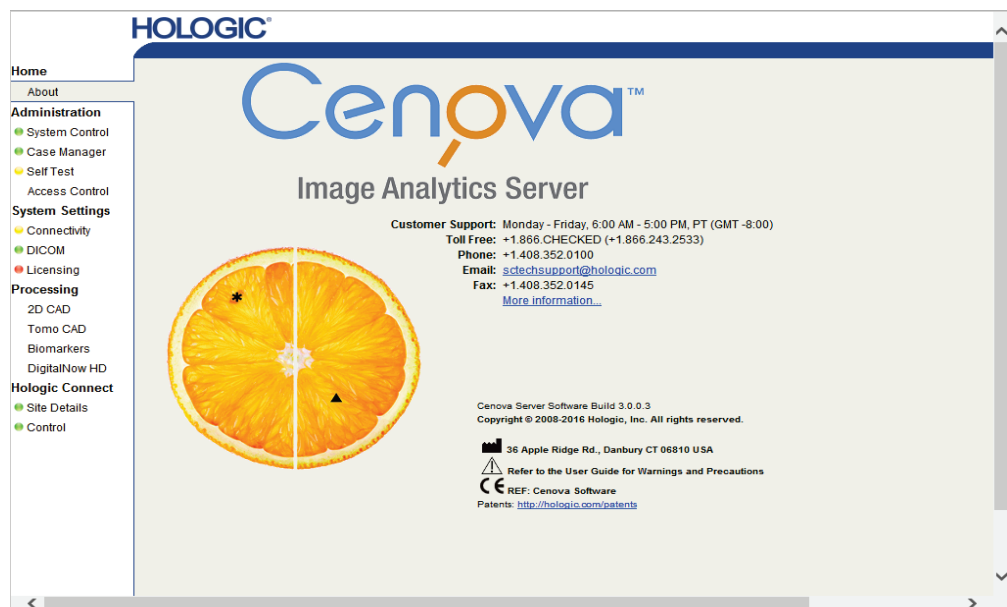 HOLOGIC®
Home
About
Administration
System Control
Case Manager
Self Test
Access Control
System Settings
Connectivity
DICOM
Licensing
Processing
2D CAD
Tomo CAD
Biomarkers
DigitalNow HD
Hologic Connect
Site Details
Control
Cenova™
Image Analytics Server
Customer Support: Monday - Friday, 6:00 AM - 5:00 PM, PT (GMT -8:00)
Toll Free: +1.866.CHECKED (+1.866.243.2533)
Phone: +1.408.352.0100
Email: sctechsupport@hologic.com
Fax: +1.408.352.0145
More information...
Cenova Server Software Build 3.0.0.3
Copyright © 2008-2016 Hologic, Inc. All rights reserved.
36 Apple Ridge Rd., Danbury CT 06810 USA
Refer to the User Guide for Warnings and Precautions
CE REF: Cenova Software
Patents: http://hologic.com/patents